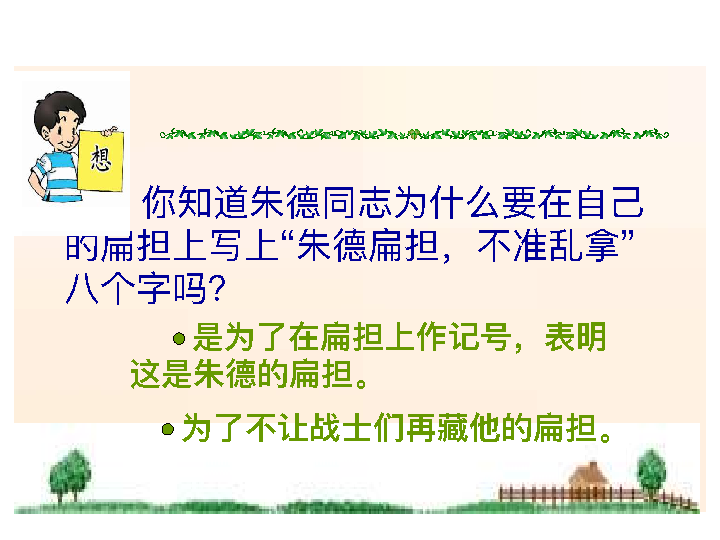 想
你知道朱德同志为什么要在自己
的扁担上写上“朱德扁担，不准乱拿”
八个字吗？
●是为了在扁担上作记号，表明
这是朱德的扁担。
●为了不让战士们再藏他的扁担。